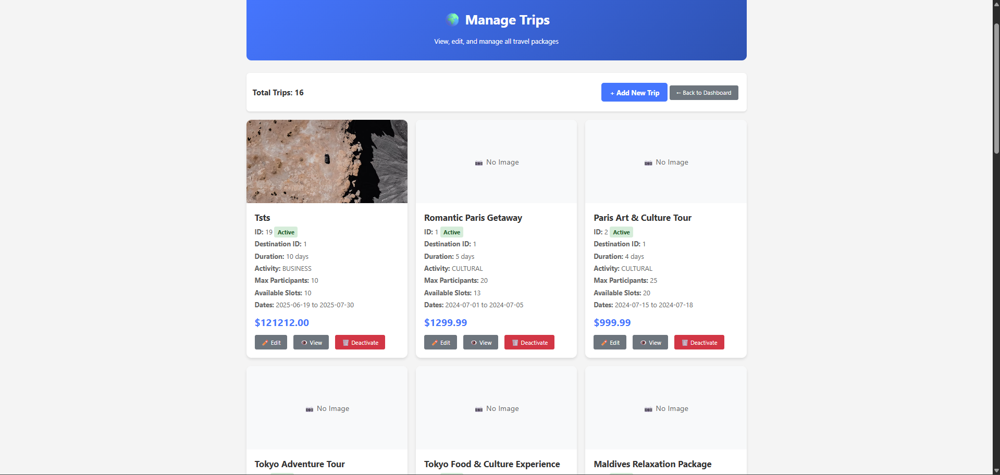 Manage Trips
View, edit, and manage all travel packages
Total Trips: 16
+ Add New Trip
← Back to Dashboard
Tsts
ID: 19 Active
Destination ID: 1
Duration: 10 days
Activity: BUSINESS
Max Participants: 10
Available Slots: 10
Dates: 2025-06-19 to 2025-07-30
$121212.00
Edit View Deactivate
No Image
Romantic Paris Getaway
ID: 1 Active
Destination ID: 1
Duration: 5 days
Activity: CULTURAL
Max Participants: 20
Available Slots: 13
Dates: 2024-07-01 to 2024-07-05
$1299.99
Edit View Deactivate
No Image
Paris Art & Culture Tour
ID: 2 Active
Destination ID: 1
Duration: 4 days
Activity: CULTURAL
Max Participants: 25
Available Slots: 20
Dates: 2024-07-15 to 2024-07-18
$999.99
Edit View Deactivate
No Image
Tokyo Adventure Tour
No Image
Tokyo Food & Culture Experience
No Image
Maldives Relaxation Package